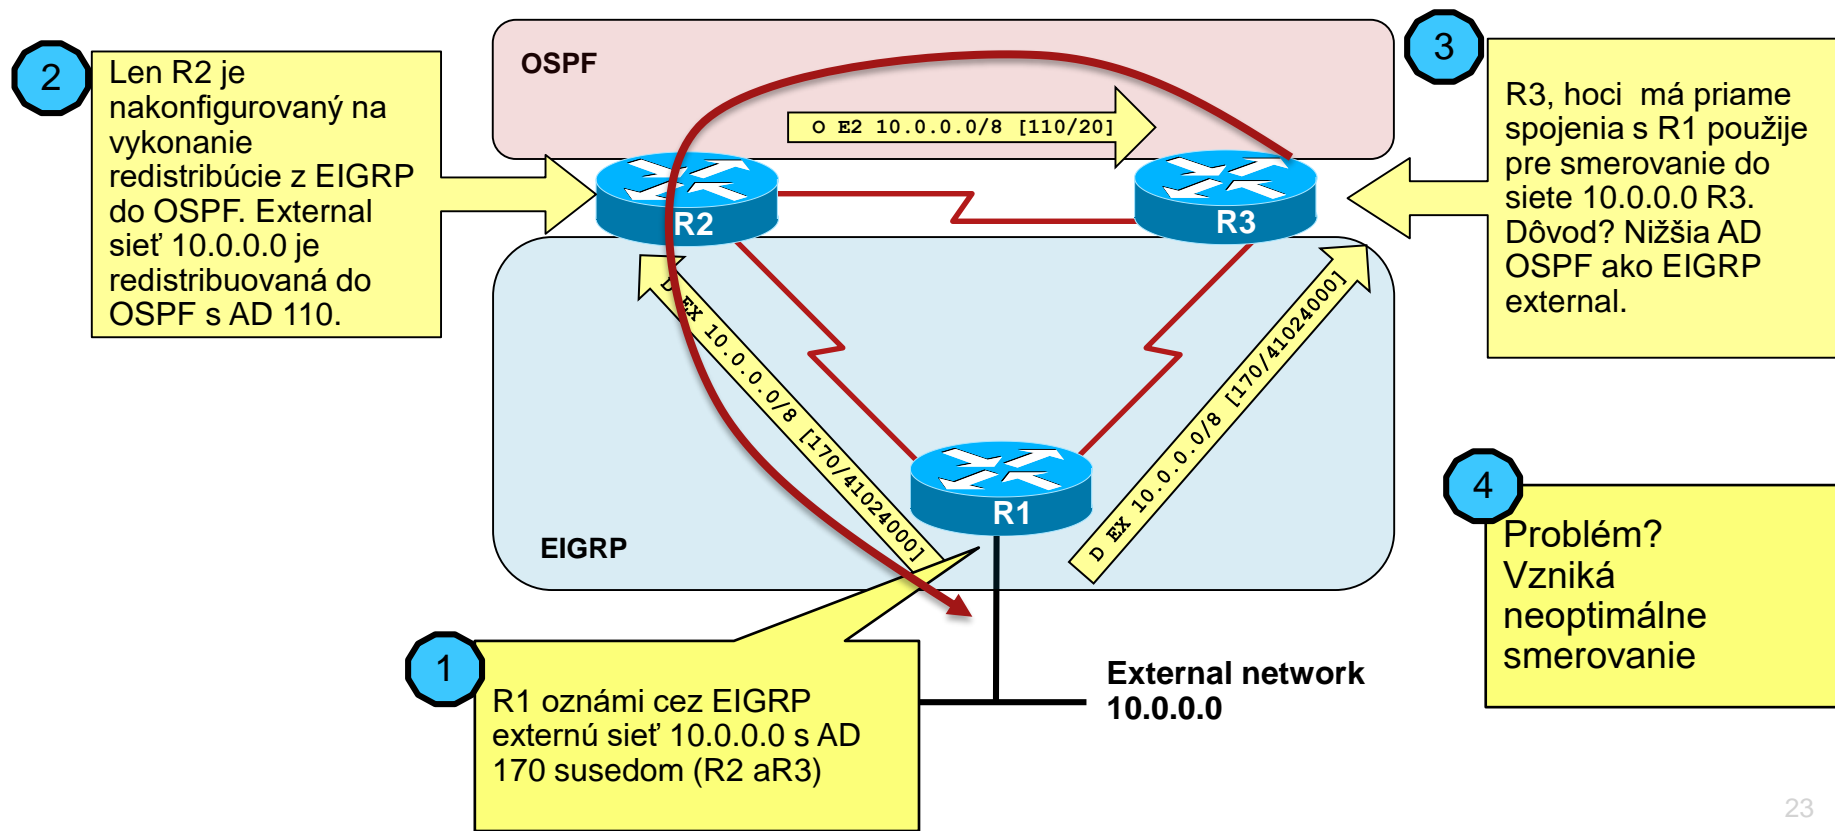 2
Len R2 je
nakonfigurovaný na
vykonanie
redistribúcie z EIGRP
do OSPF. External
sieť 10.0.0.0 je
redistribuovaná do
OSPF s AD 110.
OSPF
O E2 10.0.0.0/8 [110/20]
3
R3, hoci má priame
spojenia s R1 použije
pre smerovanie do
siete 10.0.0.0 R3.
Dôvod? Nižšia AD
OSPF ako EIGRP
external.
R2
R3
D EX 10.0.0.0/8 [170/41024000]
D EX 10.0.0.0/8 [170/41024000]
R1
EIGRP
4
Problém?
Vzniká
neoptimálne
smerovanie
1
R1 oznámi cez EIGRP
externú sieť 10.0.0.0 s AD
170 susedom (R2 aR3)
External network
10.0.0.0
23